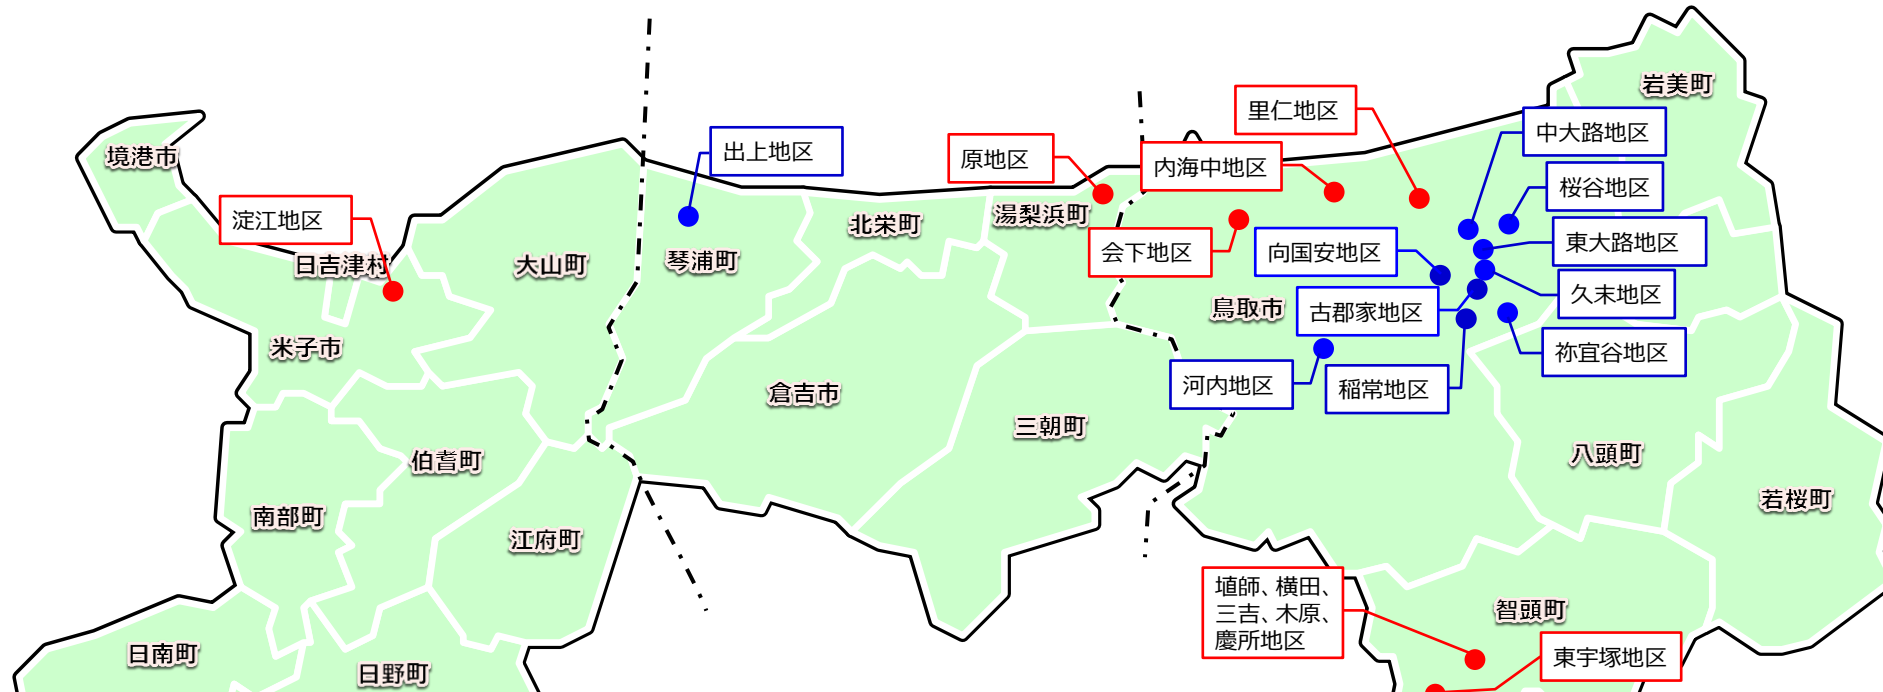 岩美町
里仁地区
中大路地区
出上地区
原地区
内海中地区
境港市
桜谷地区
淀江地区
北栄町
湯梨浜町
東大路地区
日吉津村
大山町
琴浦町
会下地区
向国安地区
久末地区
鳥取市
古郡家地区
米子市
祢宜谷地区
倉吉市
河内地区
稲常地区
三朝町
伯耆町
八頭町
若桜町
南部町
江府町
埴師、横田、
三吉、木原、
慶所地区
智頭町
日南町
日野町
東宇塚地区